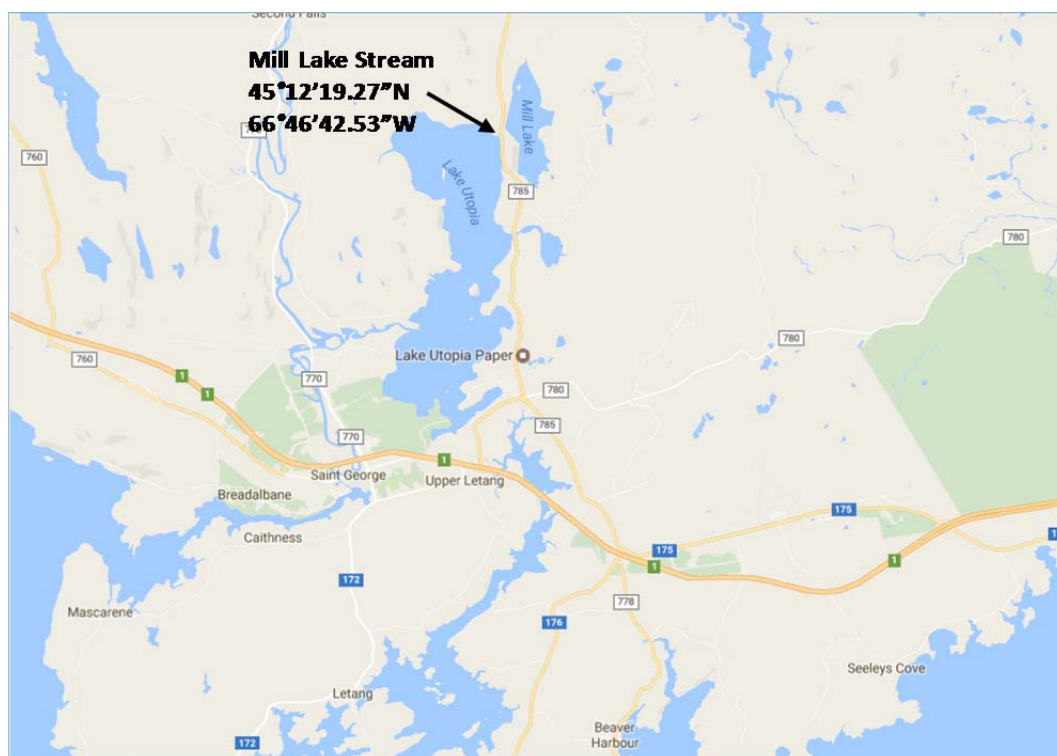 Second Falls
Mill Lake Stream
45°12'19.27"N
66°46'42.53"W
Mill Lake
Lake Utopia
760
785
780
Lake Utopia Paper
780
1
760
1
770
780
785
770
1
Saint George
Upper Letang
Breadalbane
175
175
Caithness
1
1
172
778
Mascarene
176
Seeleys Cove
Letang
Beaver
Harbour
172